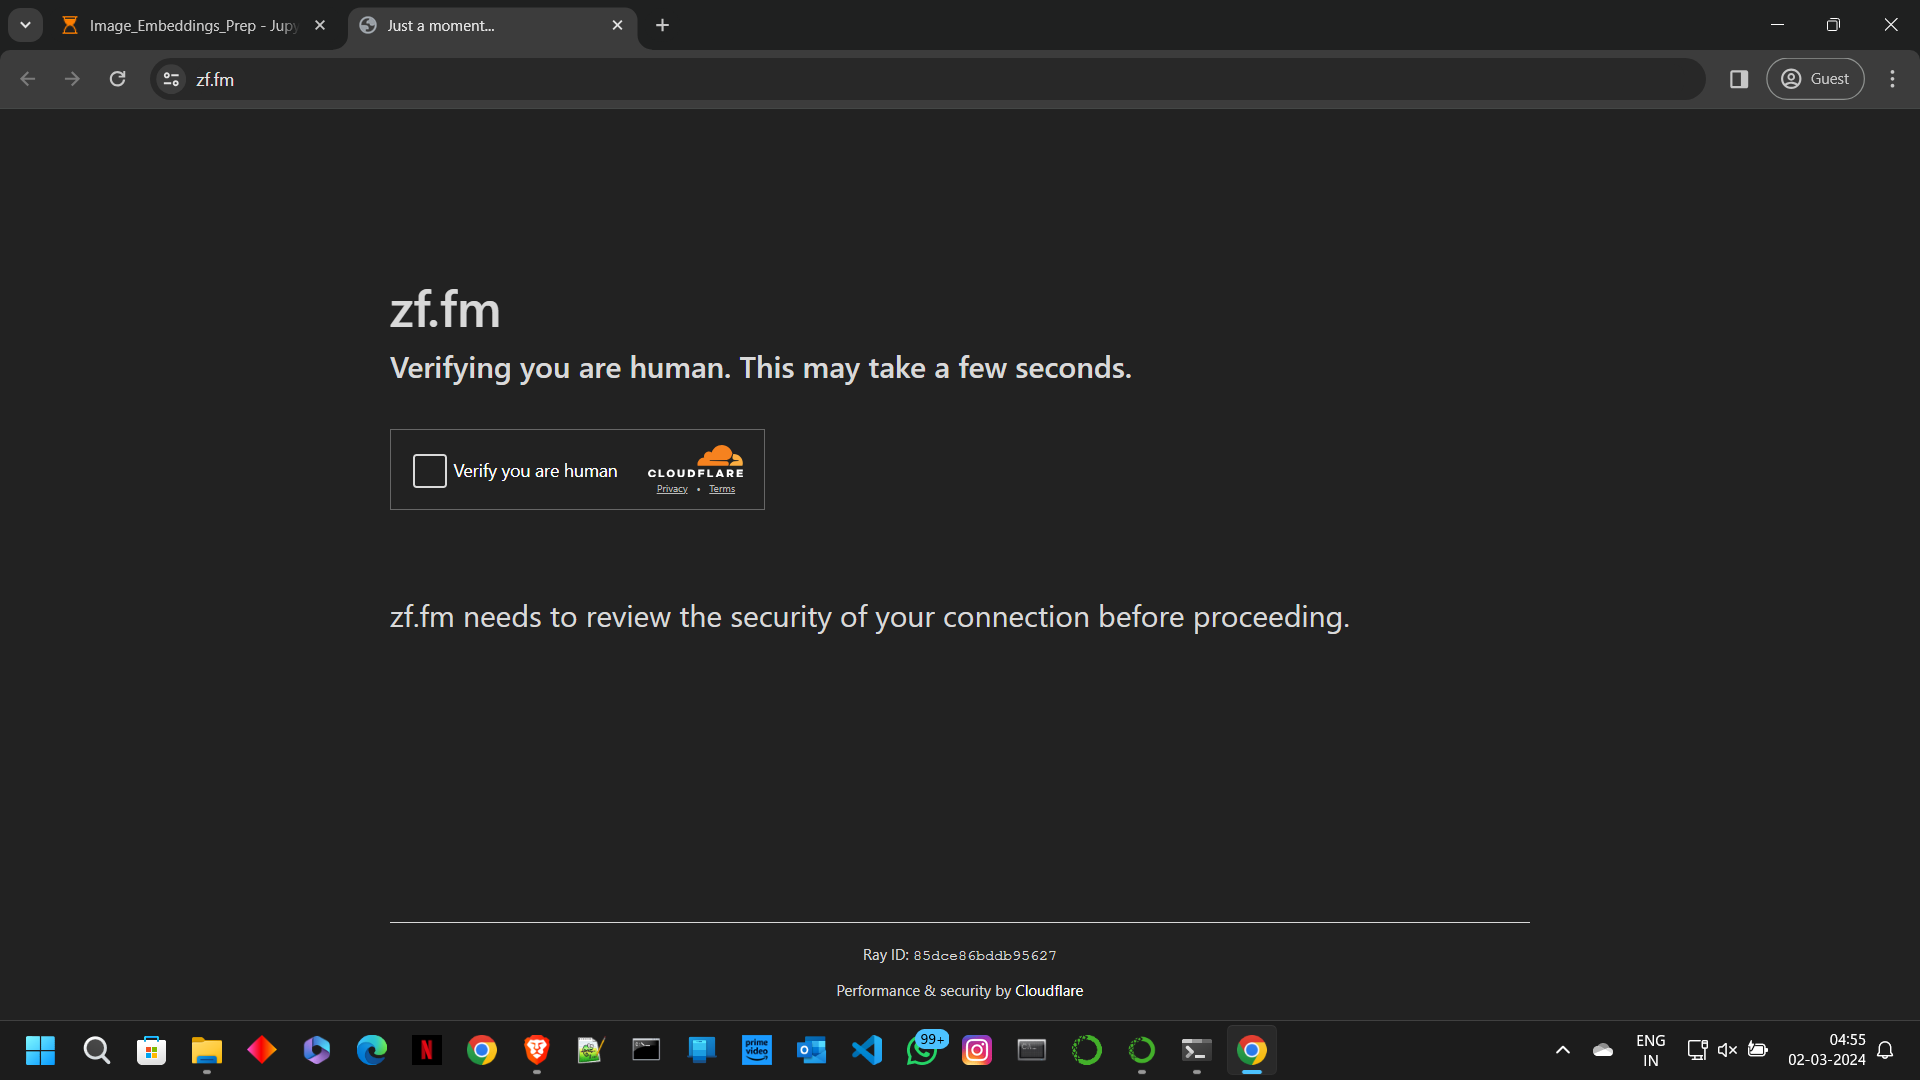 Image_Embeddings_Prep - Jupy
Just a moment...
zf.fm
Guest
zf.fm
Verifying you are human. This may take a few seconds.
Verify you are human
CLOUDFLARE
Privacy • Terms
zf.fm needs to review the security of your connection before proceeding.
Ray ID: 85dce86bddb95627
Performance & security by Cloudflare
N
prime video
99+
ENG
IN
04:55
02-03-2024